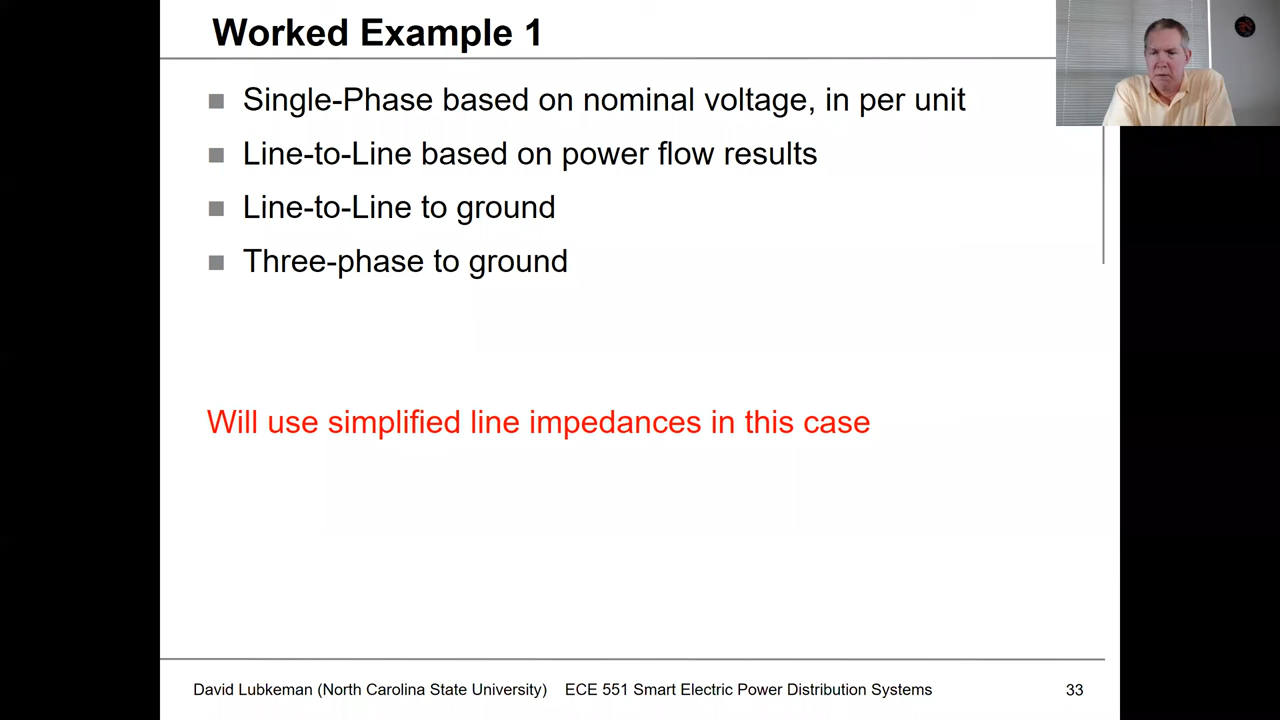 Worked Example 1
Single-Phase based on nominal voltage, in per unit
Line-to-Line based on power flow results
Line-to-Line to ground
Three-phase to ground
Will use simplified line impedances in this case
David Lubkeman (North Carolina State University) ECE 551 Smart Electric Power Distribution Systems 33